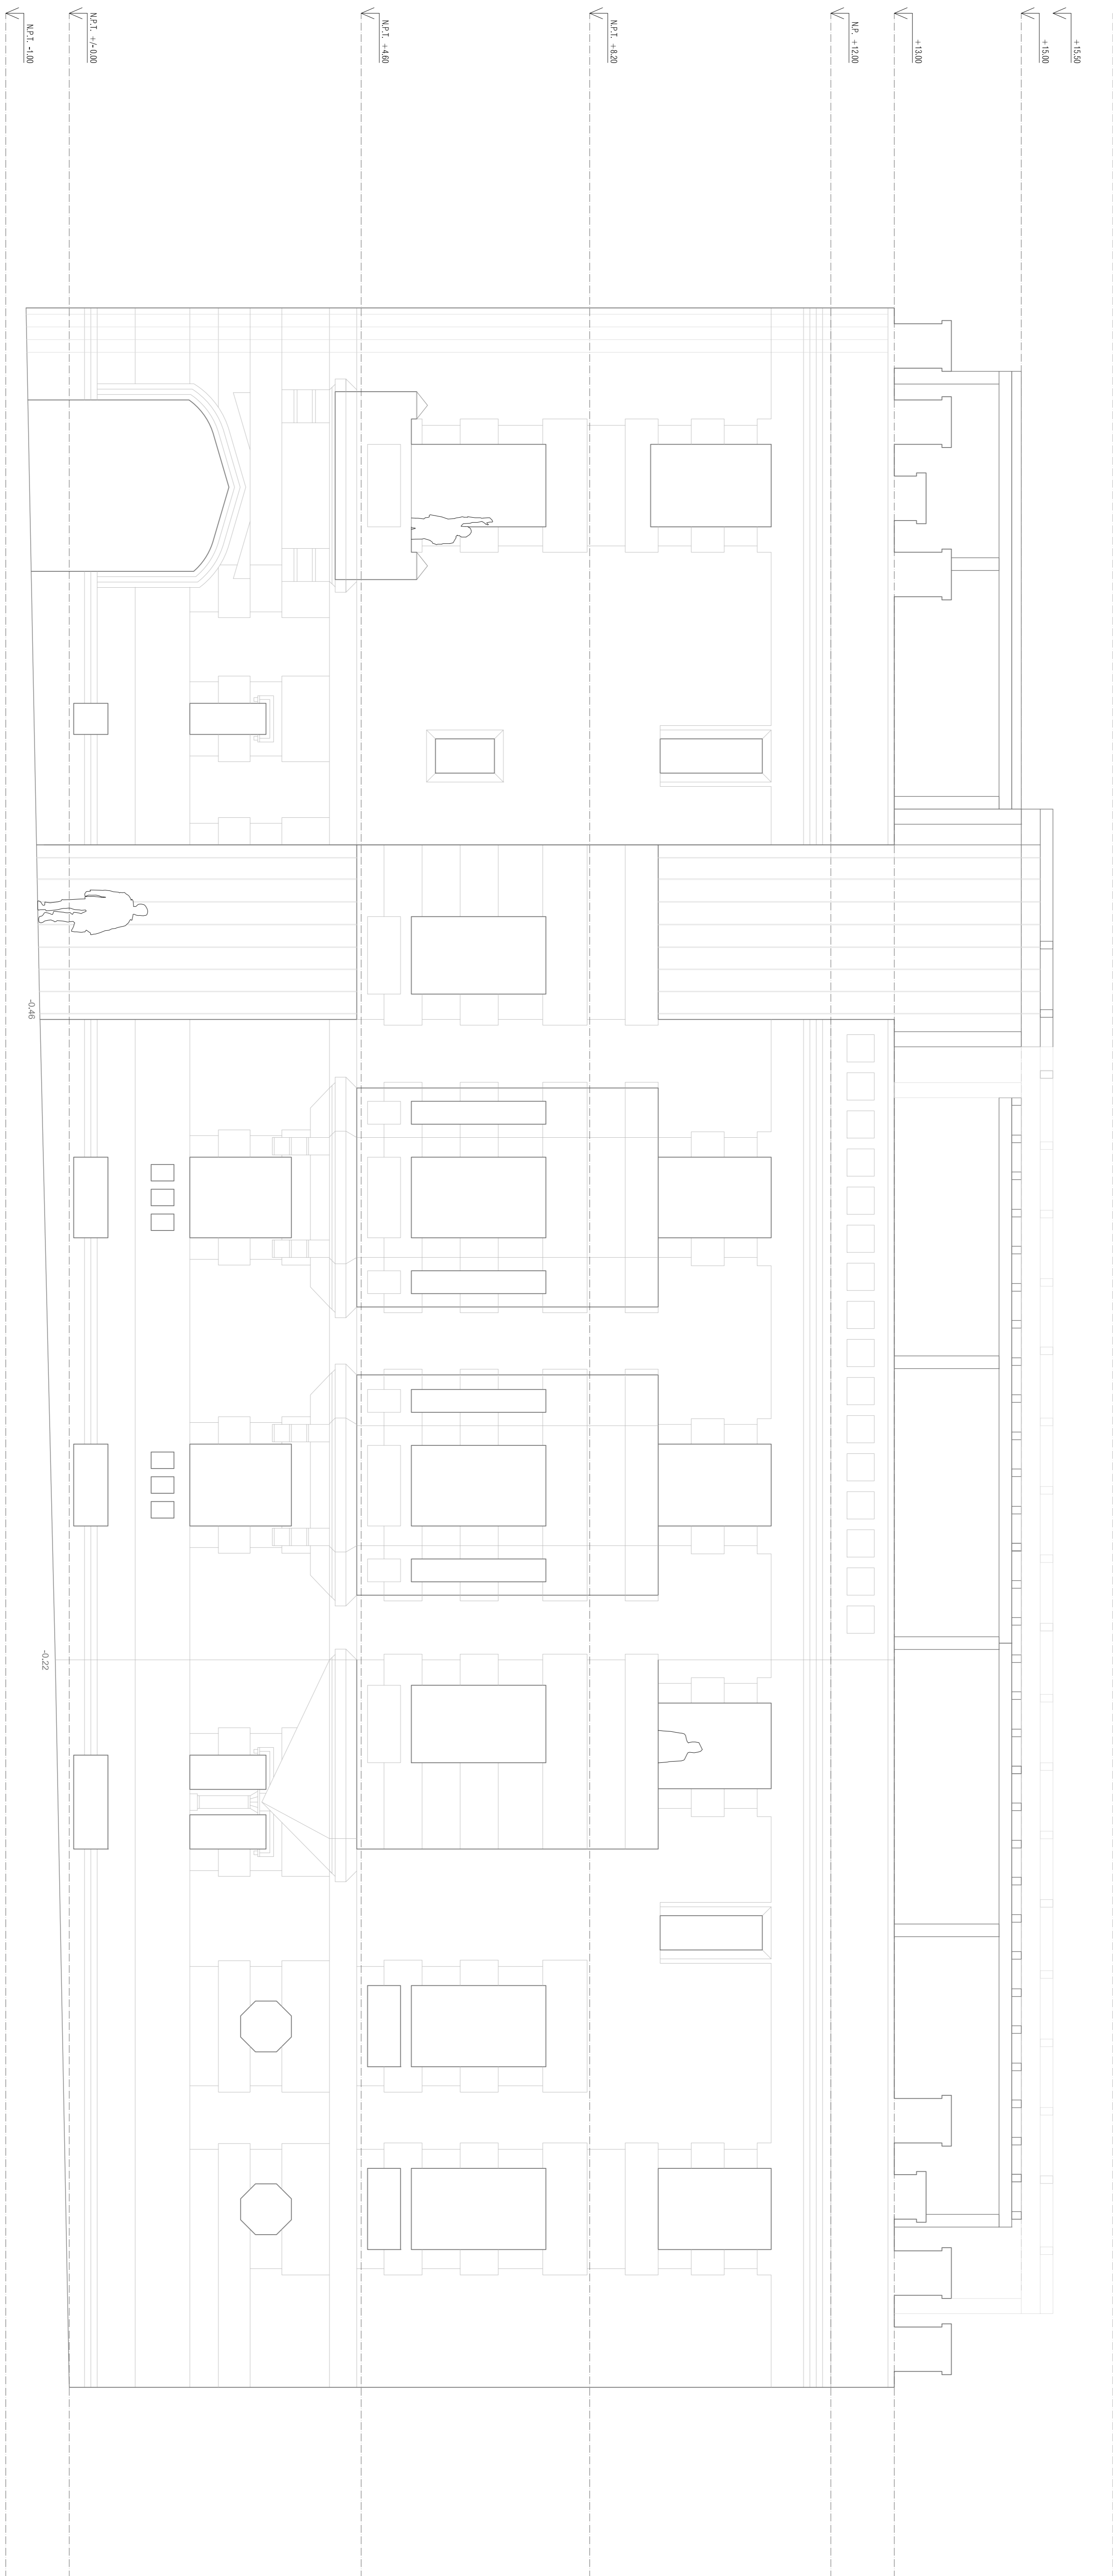 +15.50
+15.00
+13.00
N.P. +12.00
N.P.T. +8.20
N.P.T. +4.60
N.P.T. +/-0.00
N.P.T. -1.00
-0.46
-0.22